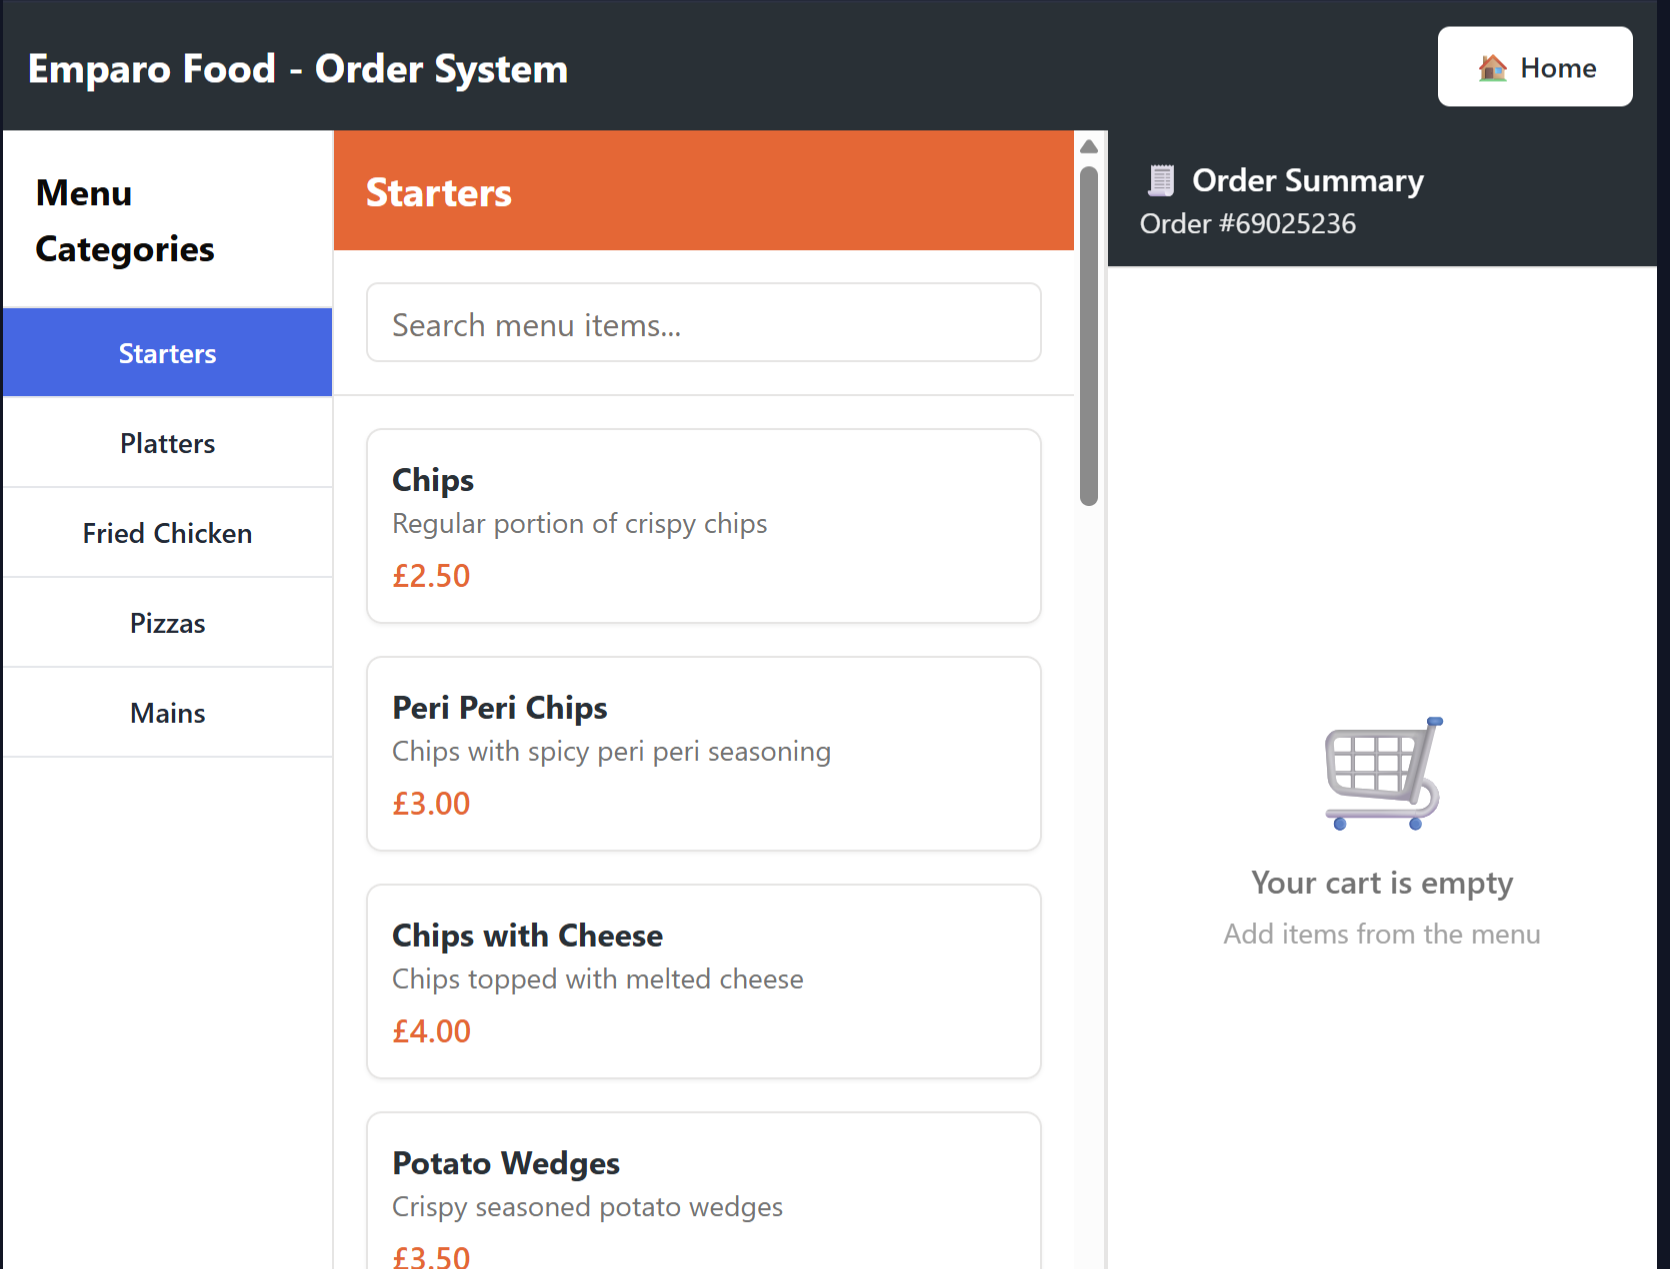 Emparo Food - Order System
Home
Menu
Categories
Starters
Platters
Fried Chicken
Pizzas
Mains
Starters
Search menu items...
Chips
Regular portion of crispy chips
£2.50
Peri Peri Chips
Chips with spicy peri peri seasoning
£3.00
Chips with Cheese
Chips topped with melted cheese
£4.00
Potato Wedges
Crispy seasoned potato wedges
£3.50
Order Summary
Order #69025236
Your cart is empty
Add items from the menu